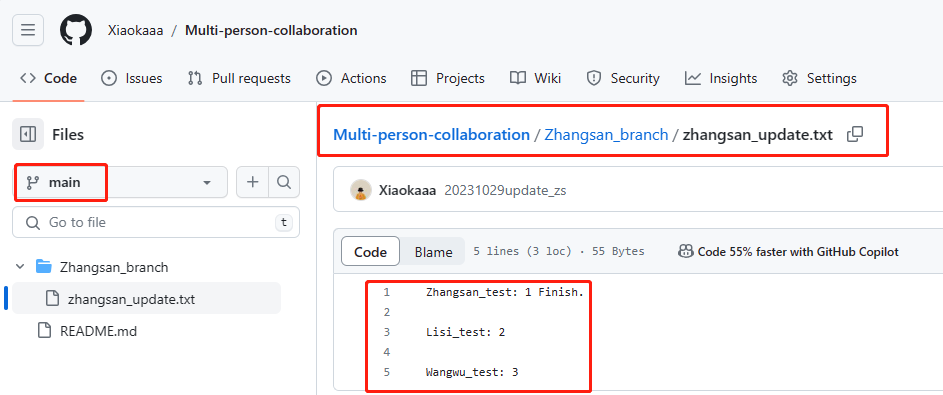 Xiaokaaa / Multi-person-collaboration
Code Issues Pull requests Actions Projects Wiki Security Insights Settings
Files
main
Go to file t
Zhangsan_branch
zhangsan_update.txt
README.md
Multi-person-collaboration / Zhangsan_branch / zhangsan_update.txt
Xiaokaaa 20231029update_zs
Code Blame 5 lines (3 loc) · 55 Bytes Code 55% faster with GitHub Copilot
1 Zhangsan_test: 1 Finish.
2
3 Lisi_test: 2
4
5 Wangwu_test: 3